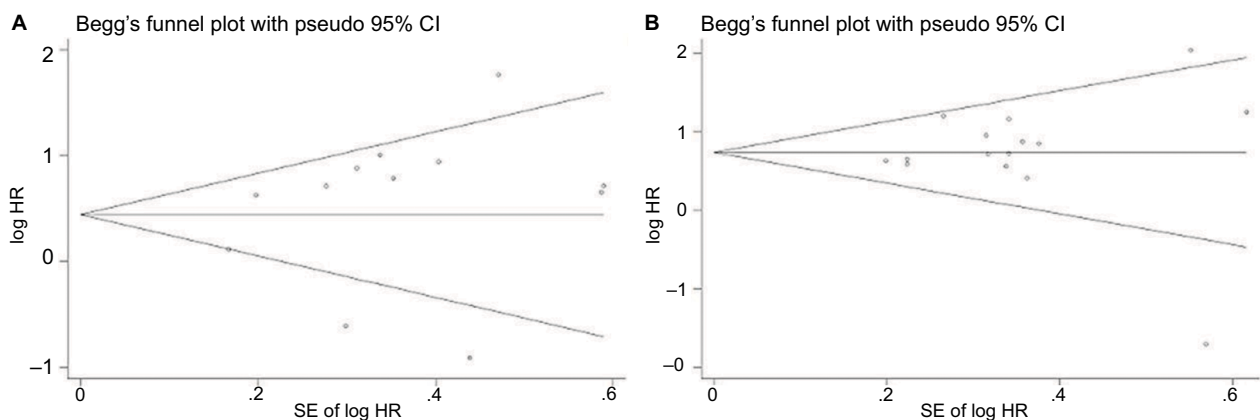 A Begg’s funnel plot with pseudo 95% CI
2
1
0
–1
log HR
0 .2 .4 .6
SE of log HR
B Begg’s funnel plot with pseudo 95% CI
2
1
0
–1
–0
log HR
0 .2 .4 .6
SE of log HR